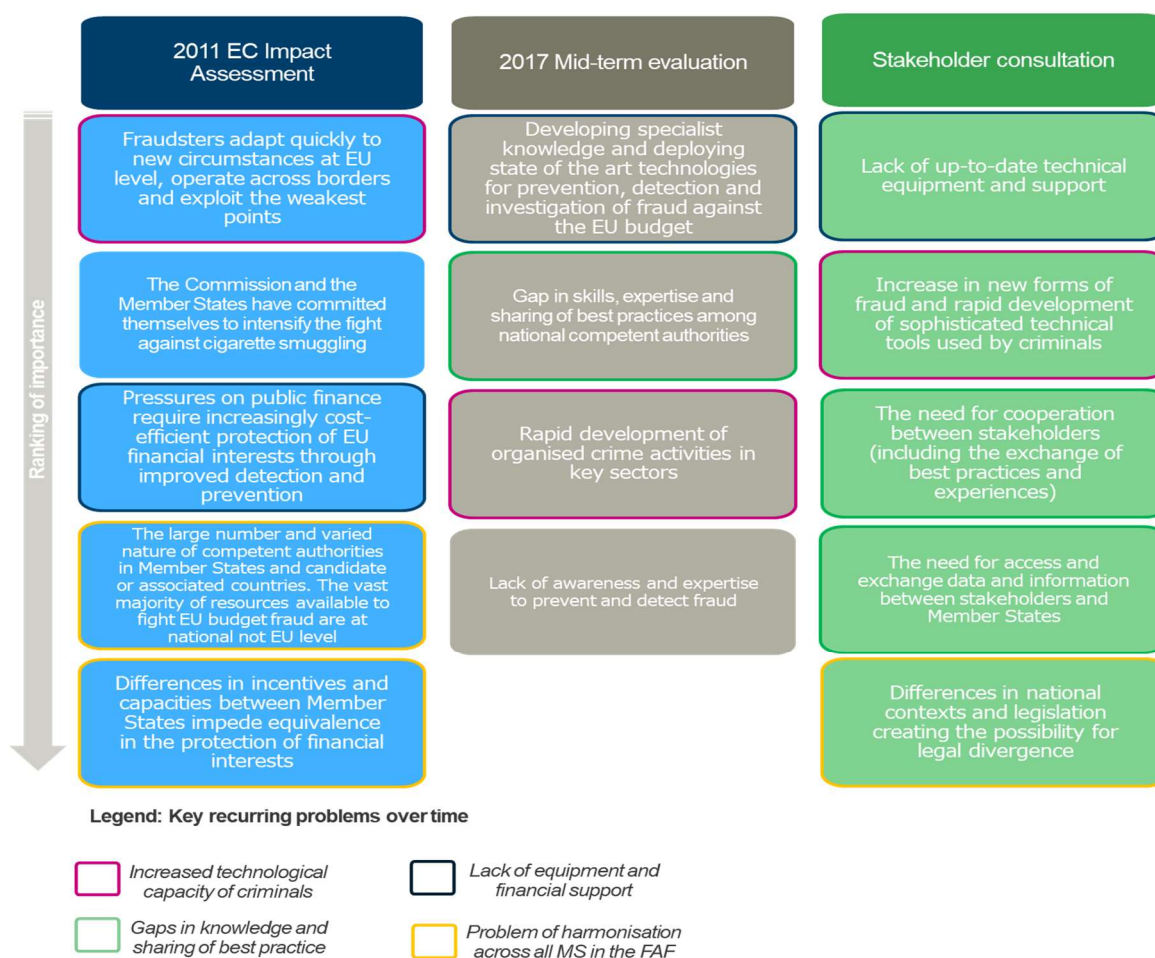 2011 EC Impact
Assessment
2017 Mid-term evaluation
Stakeholder consultation
Ranking of importance
Fraudsters adapt quickly to
new circumstances at EU
level, operate across borders
and exploit the weakest
points
Developing specialist
knowledge and deploying
state of the art technologies
for prevention, detection and
investigation of fraud against
the EU budget
Lack of up-to-date technical
equipment and support
The Commission and the
Member States have committed
themselves to intensify the fight
against cigarette smuggling
Gap in skills, expertise and
sharing of best practices among
national competent authorities
Increase in new forms of
fraud and rapid development
of sophisticated technical
tools used by criminals
Pressures on public finance
require increasingly cost-
efficient protection of EU
financial interests through
improved detection and
prevention
Rapid development of
organised crime activities in
key sectors
The need for cooperation
between stakeholders
(including the exchange of
best practices and
experiences)
The large number and varied
nature of competent authorities
in Member States and candidate
or associated countries. The vast
majority of resources available to
fight EU budget fraud are at
national not EU level
Lack of awareness and expertise
to prevent and detect fraud
The need for access and
exchange data and information
between stakeholders and
Member States
Differences in incentives and
capacities between Member
States impede equivalence
in the protection of financial
interests
Differences in national
contexts and legislation
creating the possibility for
legal divergence
Legend: Key recurring problems over time
Increased technological
capacity of criminals
Lack of equipment and
financial support
Gaps in knowledge and
sharing of best practice
Problem of harmonisation
across all MS in the FAF